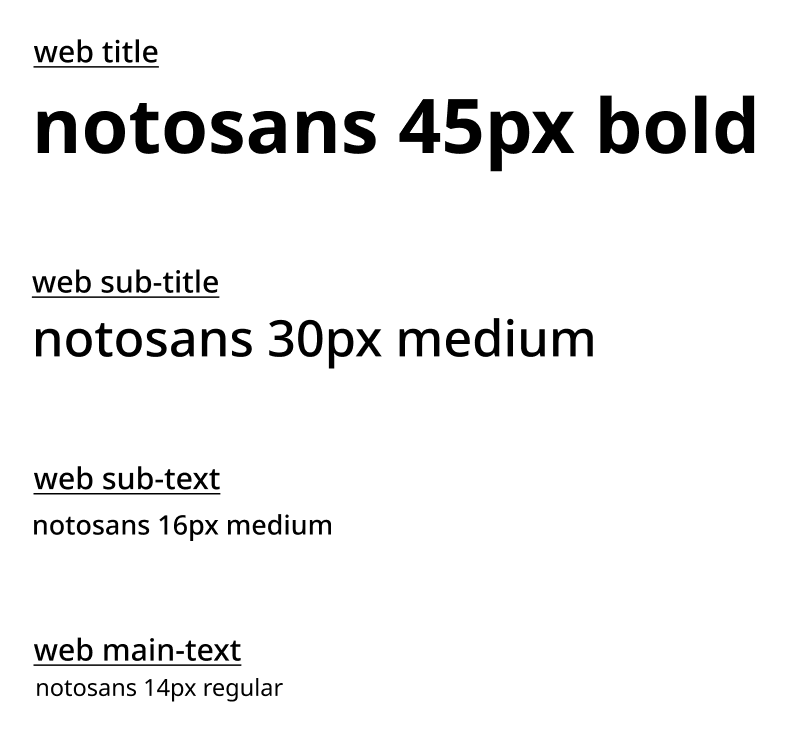 web title
notosans 45px bold
web sub-title
notosans 30px medium
web sub-text
notosans 16px medium
web main-text
notosans 14px regular